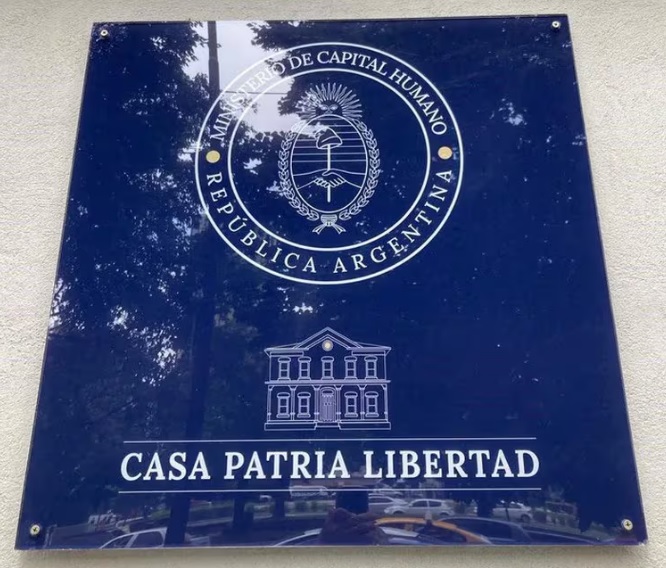 MINISTERIO DE CAPITAL HUMANO
REPÚBLICA ARGENTINA
CASA PATRIA LIBERTAD